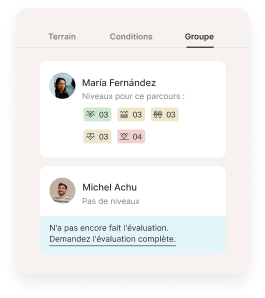 Terrain Conditions Groupe
María Fernández
Niveaux pour ce parcours :
03 03 03
03 04
Michel Achu
Pas de niveaux
N'a pas encore fait l'évaluation.
Demandez l'évaluation complète.